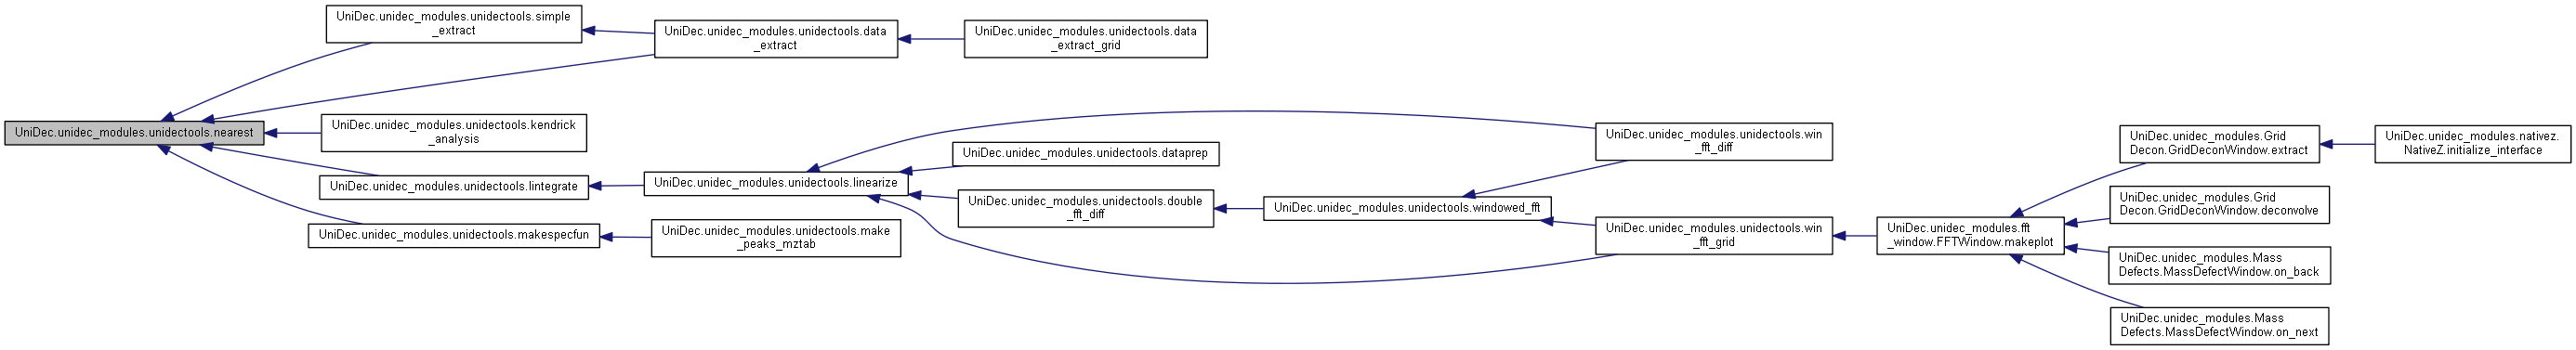 UniDec.unidec_modules.unidectools.nearest
UniDec.unidec_modules.unidectools.simple
_extract
UniDec.unidec_modules.unidectools.data
_extract
UniDec.unidec_modules.unidectools.data
_extract_grid
UniDec.unidec_modules.unidectools.kendrick
_analysis
UniDec.unidec_modules.unidectools.lintegrate
UniDec.unidec_modules.unidectools.linearize
UniDec.unidec_modules.unidectools.dataprep
UniDec.unidec_modules.unidectools.double
_fft_diff
UniDec.unidec_modules.unidectools.windowed_fft
UniDec.unidec_modules.unidectools.win
_fft_diff
UniDec.unidec_modules.unidectools.win
_fft_grid
UniDec.unidec_modules.fft
_window.FFTWindow.makeplot
UniDec.unidec_modules.Grid
Decon.GridDeconWindow.extract
UniDec.unidec_modules.nativez.
NativeZ.initialize_interface
UniDec.unidec_modules.Grid
Decon.GridDeconWindow.deconvolve
UniDec.unidec_modules.Mass
Defects.MassDefectWindow.on_back
UniDec.unidec_modules.Mass
Defects.MassDefectWindow.on_next
UniDec.unidec_modules.unidectools.makespecfun
UniDec.unidec_modules.unidectools.make
_peaks_mztab